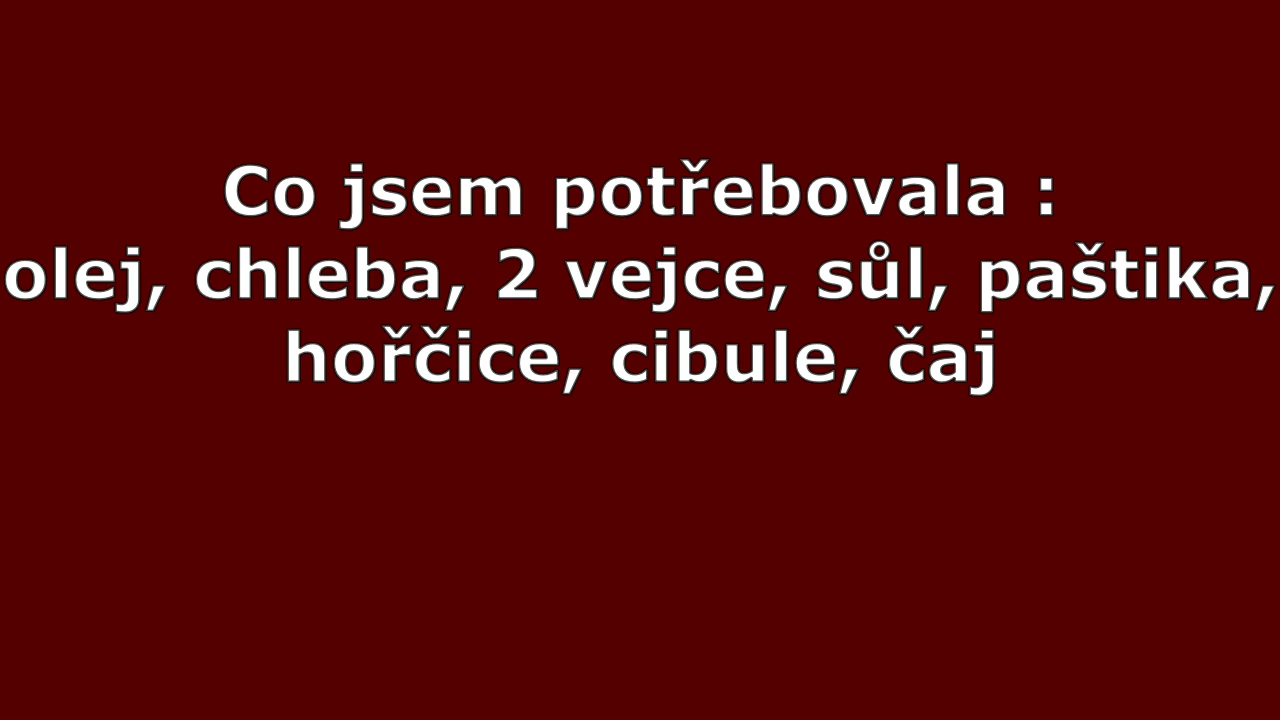 Co jsem potřebovala :
olej, chleba, 2 vejce, sůl, paštika,
hořčice, cibule, čaj